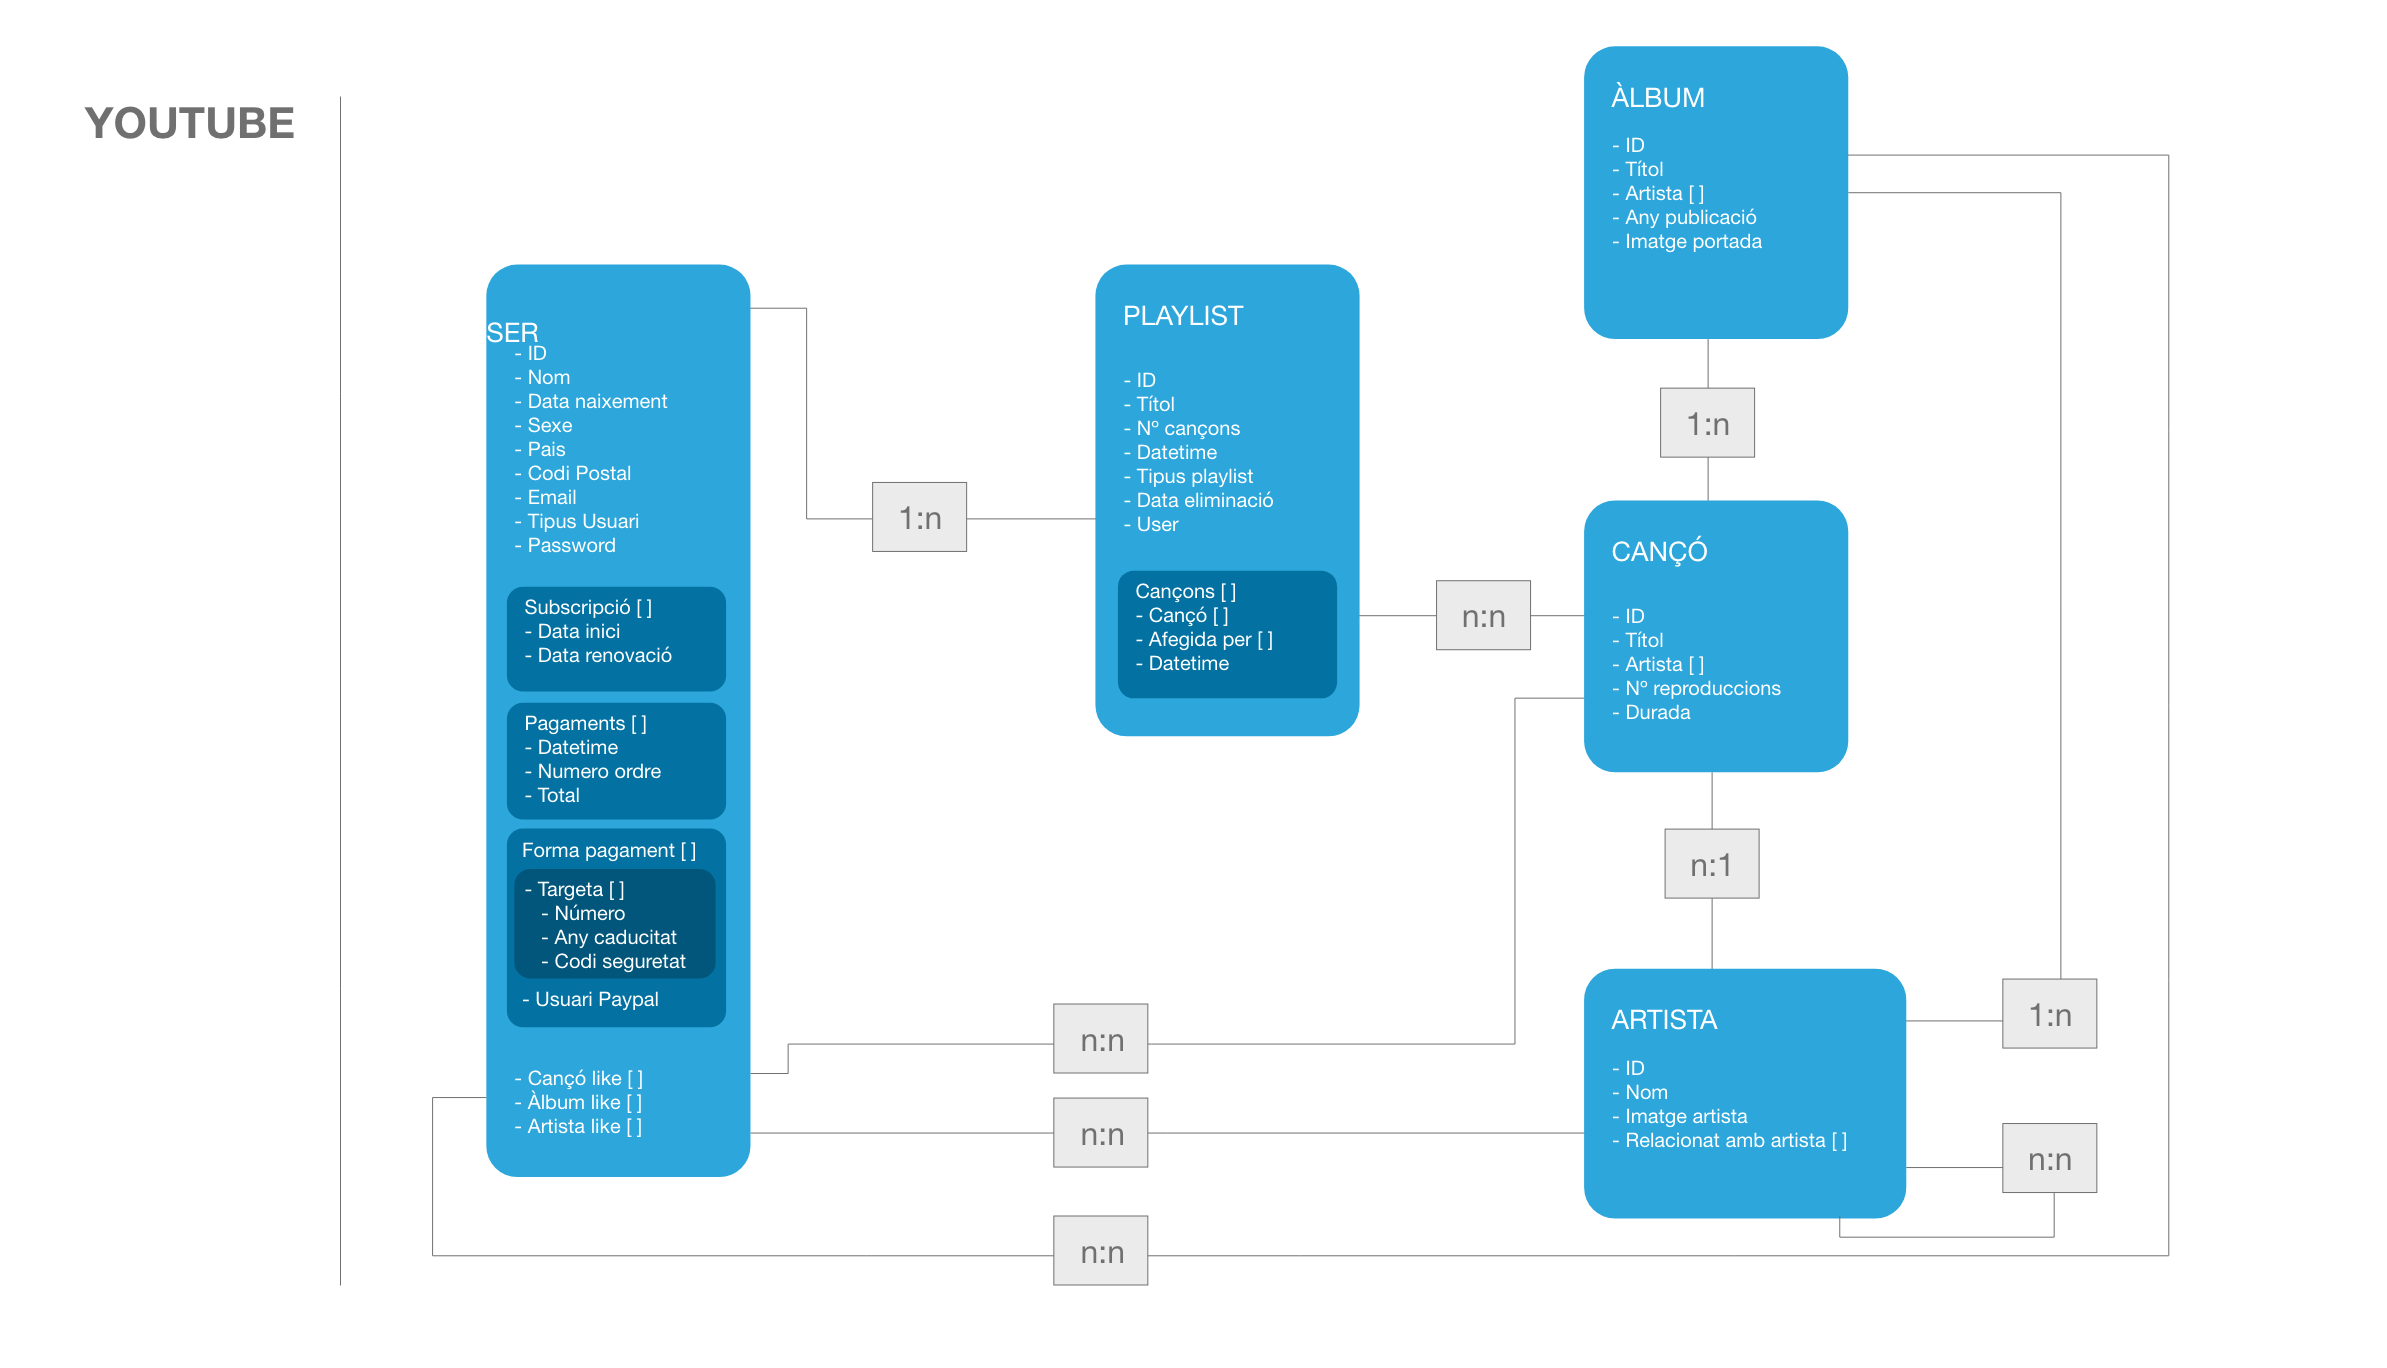 YOUTUBE
SER
- ID
- Nom
- Data naixement
- Sexe
- Pais
- Codi Postal
- Email
- Tipus Usuari
- Password
Subscripció [ ]
- Data inici
- Data renovació
Pagaments [ ]
- Datetime
- Numero ordre
- Total
Forma pagament [ ]
- Targeta [ ]
- Número
- Any caducitat
- Codi seguretat
- Usuari Paypal
- Cançó like [ ]
- Àlbum like [ ]
- Artista like [ ]
1:n
PLAYLIST
- ID
- Títol
- Nº cançons
- Datetime
- Tipus playlist
- Data eliminació
- User
Cançons [ ]
- Cançó [ ]
- Afegida per [ ]
- Datetime
n:n
ÀLBUM
- ID
- Títol
- Artista [ ]
- Any publicació
- Imatge portada
1:n
CANÇÓ
- ID
- Títol
- Artista [ ]
- Nº reproduccions
- Durada
n:1
ARTISTA
- ID
- Nom
- Imatge artista
- Relacionat amb artista [ ]
1:n
n:n
n:n
n:n
n:n